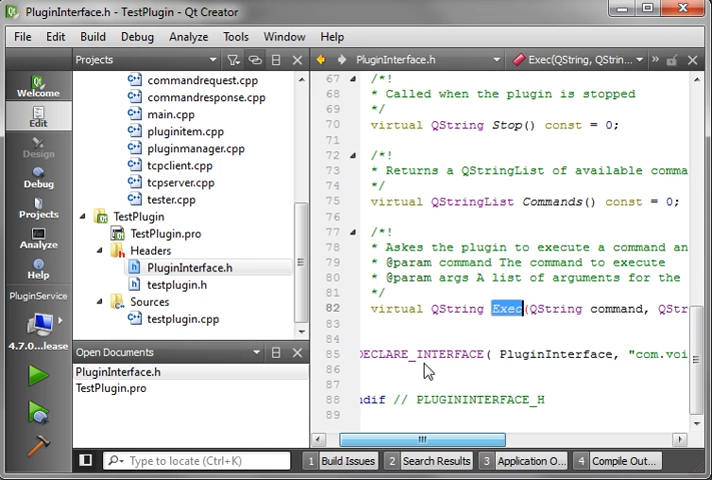 PluginInterface.h - TestPlugin - Qt Creator
File Edit Build Debug Analyze Tools Window Help
Projects
PluginInterface.h
Exec(QString, QStrin...
Welcome
Edit
Design
Debug
Projects
Analyze
Help
PluginService
4.7.0...lease
commandrequest.cpp
commandresponse.cpp
main.cpp
pluginitem.cpp
pluginmanager.cpp
tcpclient.cpp
tcpserver.cpp
tester.cpp
TestPlugin
TestPlugin.pro
Headers
PluginInterface.h
testplugin.h
Sources
testplugin.cpp
Open Documents
PluginInterface.h
TestPlugin.pro
67 /*!
68 * Called when the plugin is stopped
69 */
70 virtual QString Stop() const = 0;
71
72 /*!
73 * Returns a QStringList of available comma
74 */
75 virtual QStringList Commands() const = 0;
76
77 /*!
78 * Askes the plugin to execute a command an
79 * @param command The command to execute
80 * @param args A list of arguments for the
81 */
82 virtual QString Exec(QString command, QStr
83
84
85 DECLARE_INTERFACE( PluginInterface, "com.voi
86
87
88 ndif // PLUGININTERFACE_H
89
Type to locate (Ctrl+K)
1 Build Issues
2 Search Results
3 Application O...
4 Compile Out...